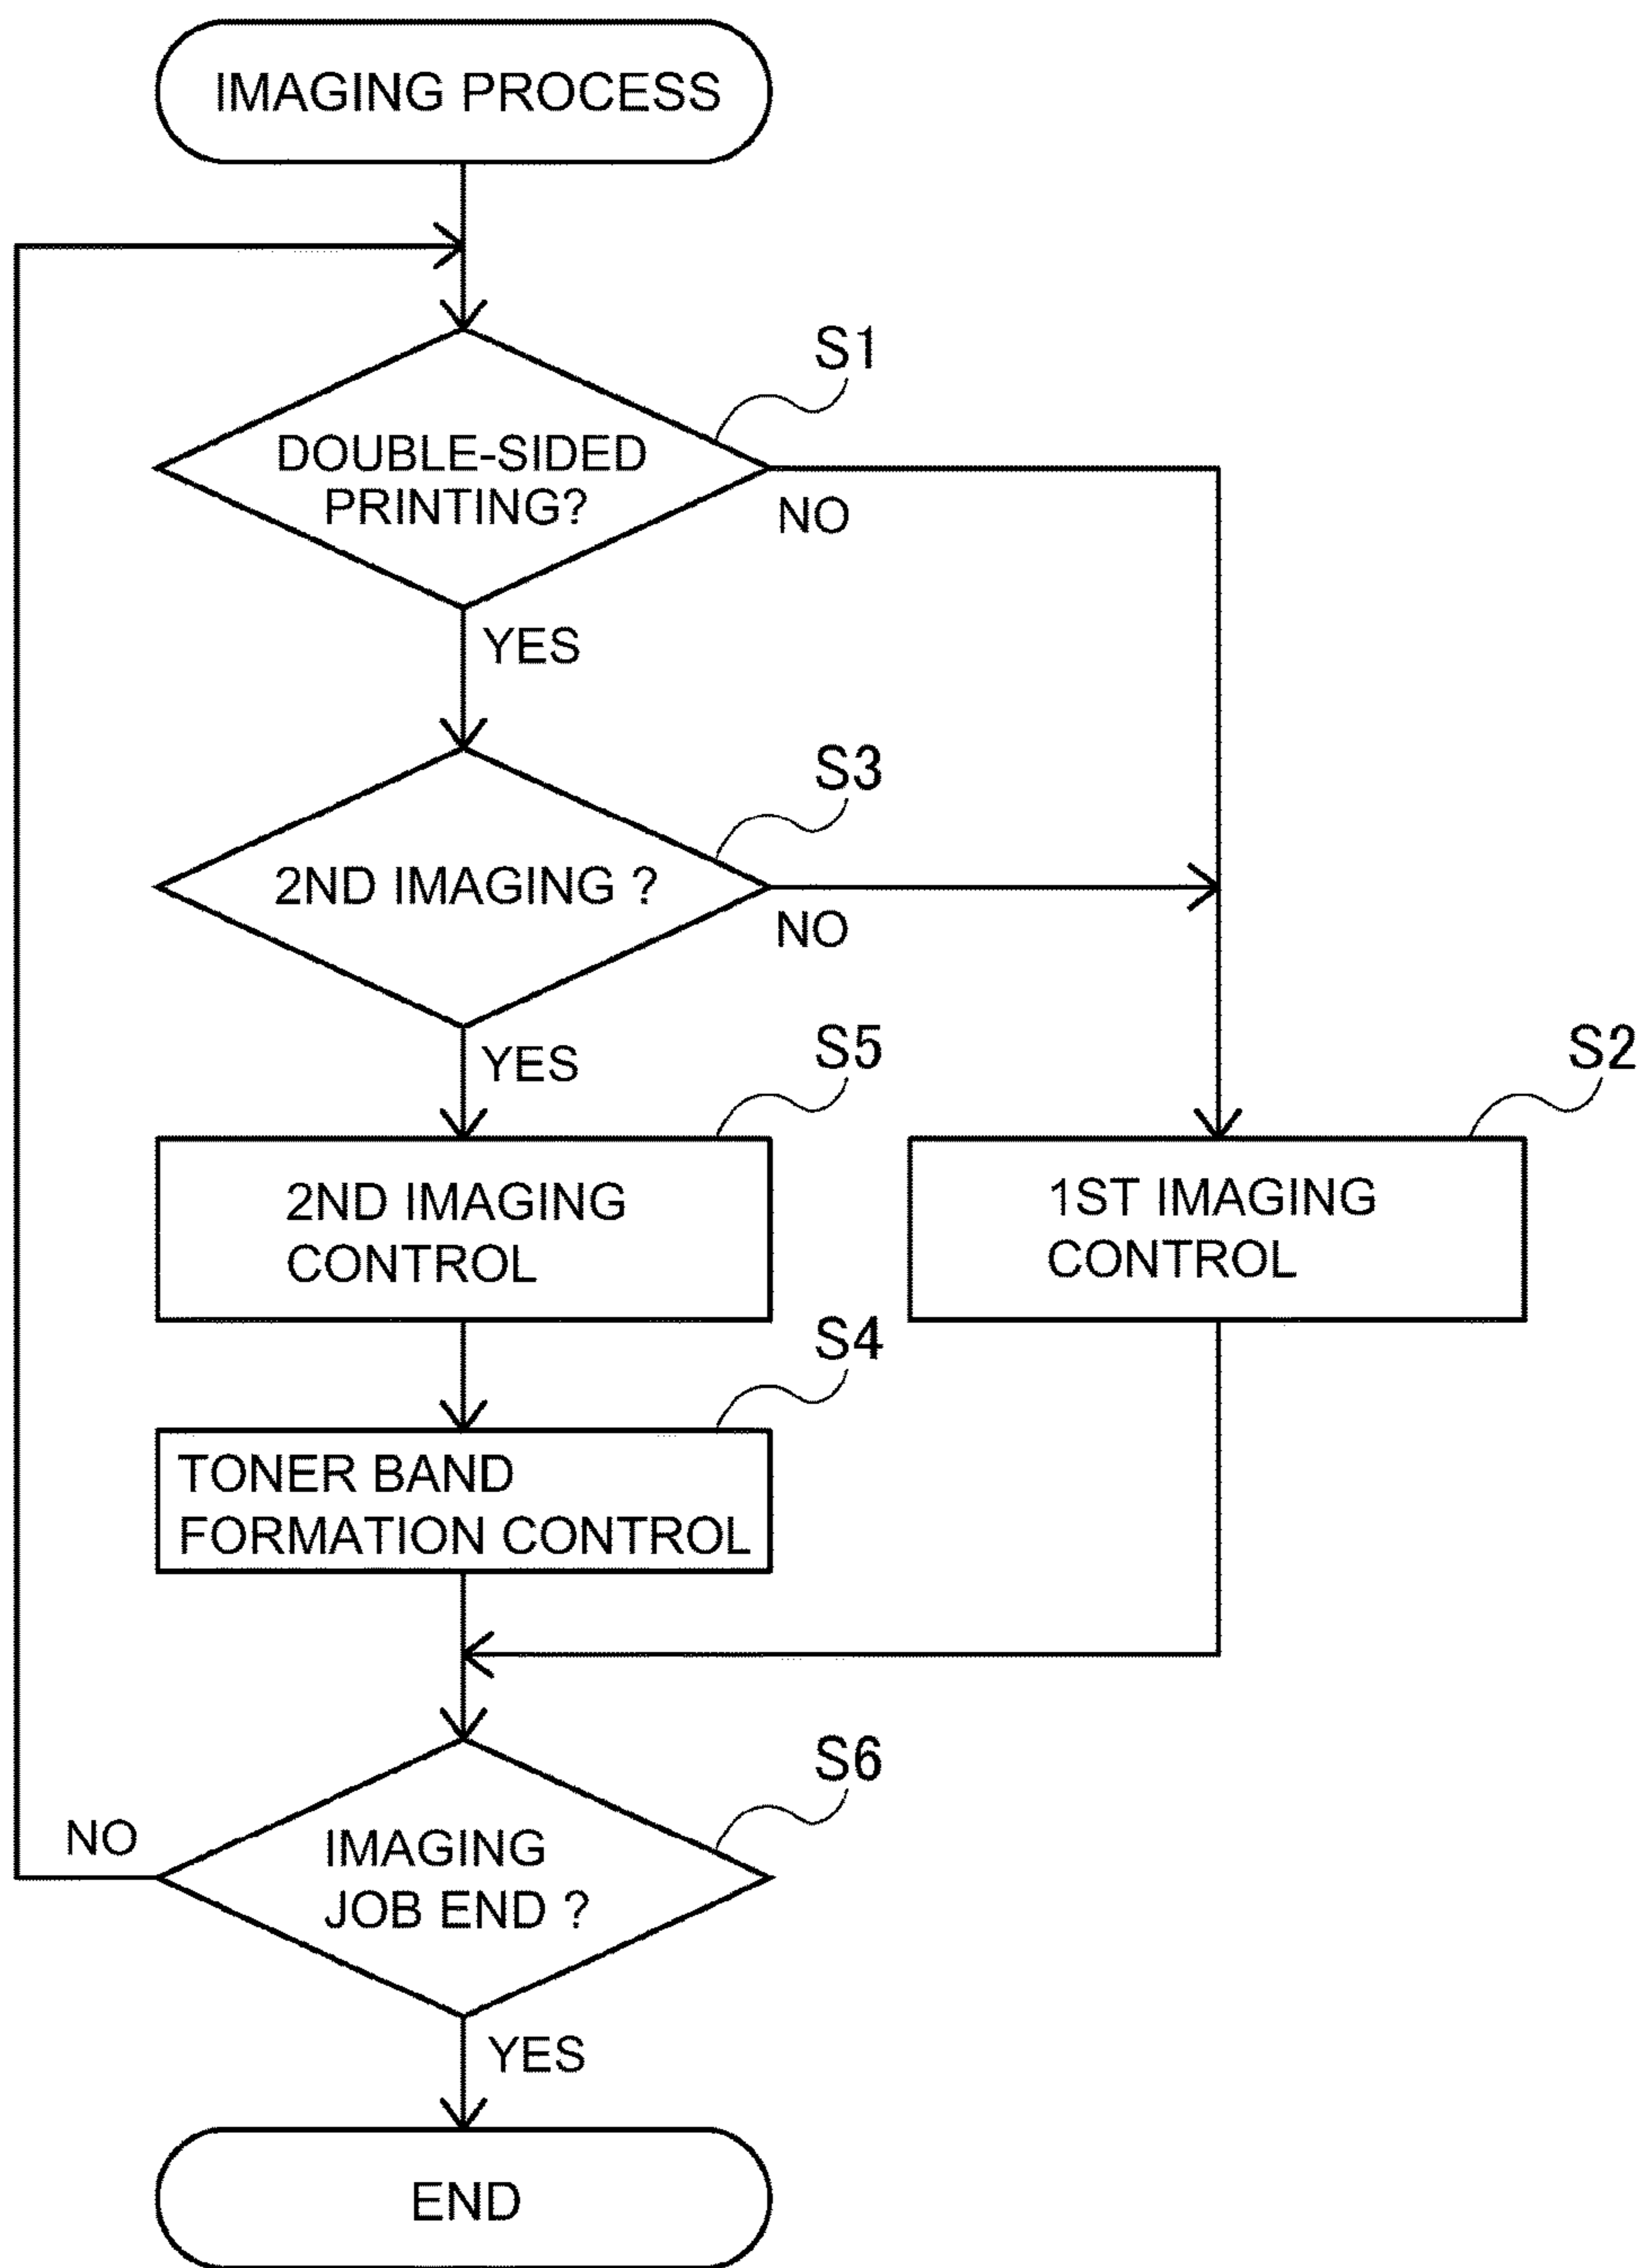 IMAGING PROCESS
S1
DOUBLE-SIDED
PRINTING?
NO
YES
S3
2ND IMAGING ?
NO
YES
S5
S2
2ND IMAGING
CONTROL
1ST IMAGING
CONTROL
S4
TONER BAND
FORMATION CONTROL
S6
NO
IMAGING
JOB END ?
YES
END